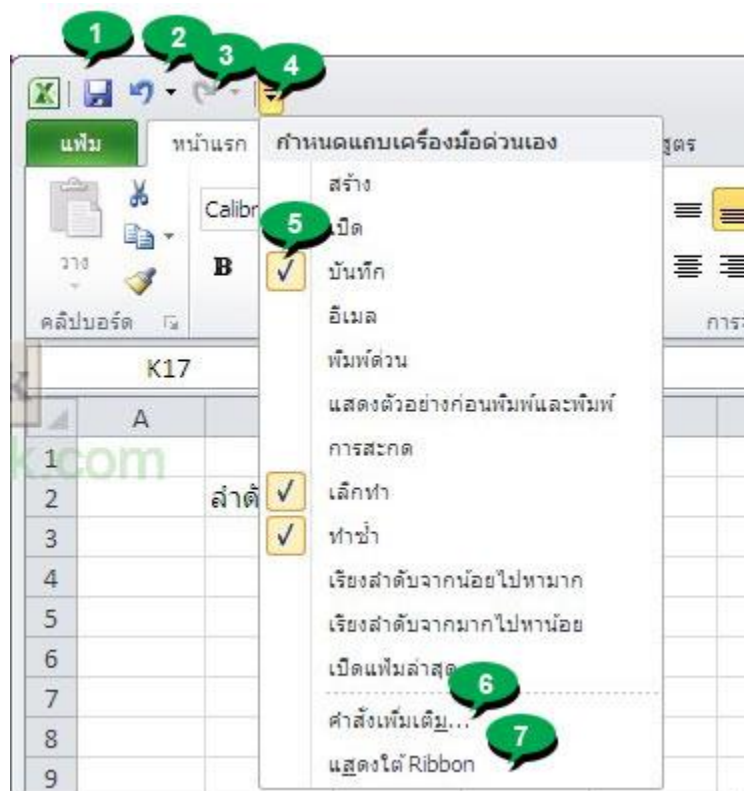 1 2 3 4
แฟ้ม หน้าแรก กำหนดแถบเครื่องมือด่วนเอง สูตร
สร้าง
Calibr 5 เปิด
วาง B บันทึก
อีเมล
คลิปบอร์ด
พิมพ์ด่วน
K17
แสดงตัวอย่างก่อนพิมพ์และพิมพ์
A
การสะกด
k.com
1
2 ลำดั เลิกทำ
3 ทำซ้ำ
4 เรียงลำดับจากน้อยไปหามาก
5 เรียงลำดับจากมากไปหาน้อย
6 เปิดแฟ้มล่าสุด
6
7 คำสั่งเพิ่มเติม...
7
8 แสดงใต้ Ribbon
9